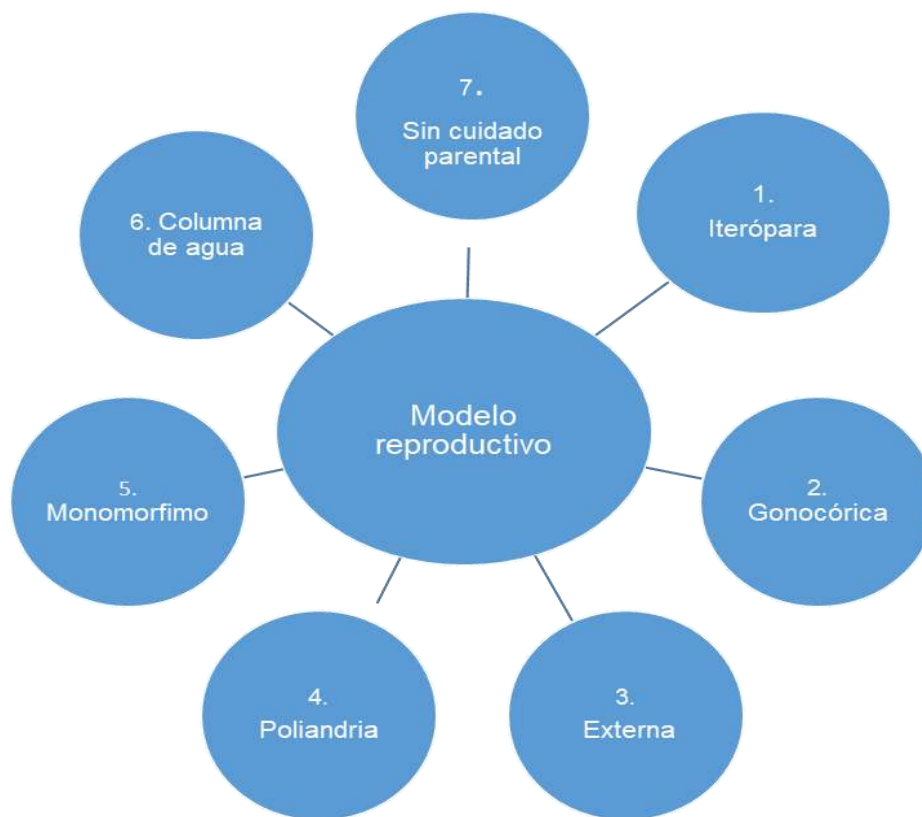 7.
Sin cuidado
parental
1.
Iterópara
6. Columna
de agua
Modelo
reproductivo
2.
Gonocórica
5.
Monomorfimo
4.
Poliandria
3.
Externa